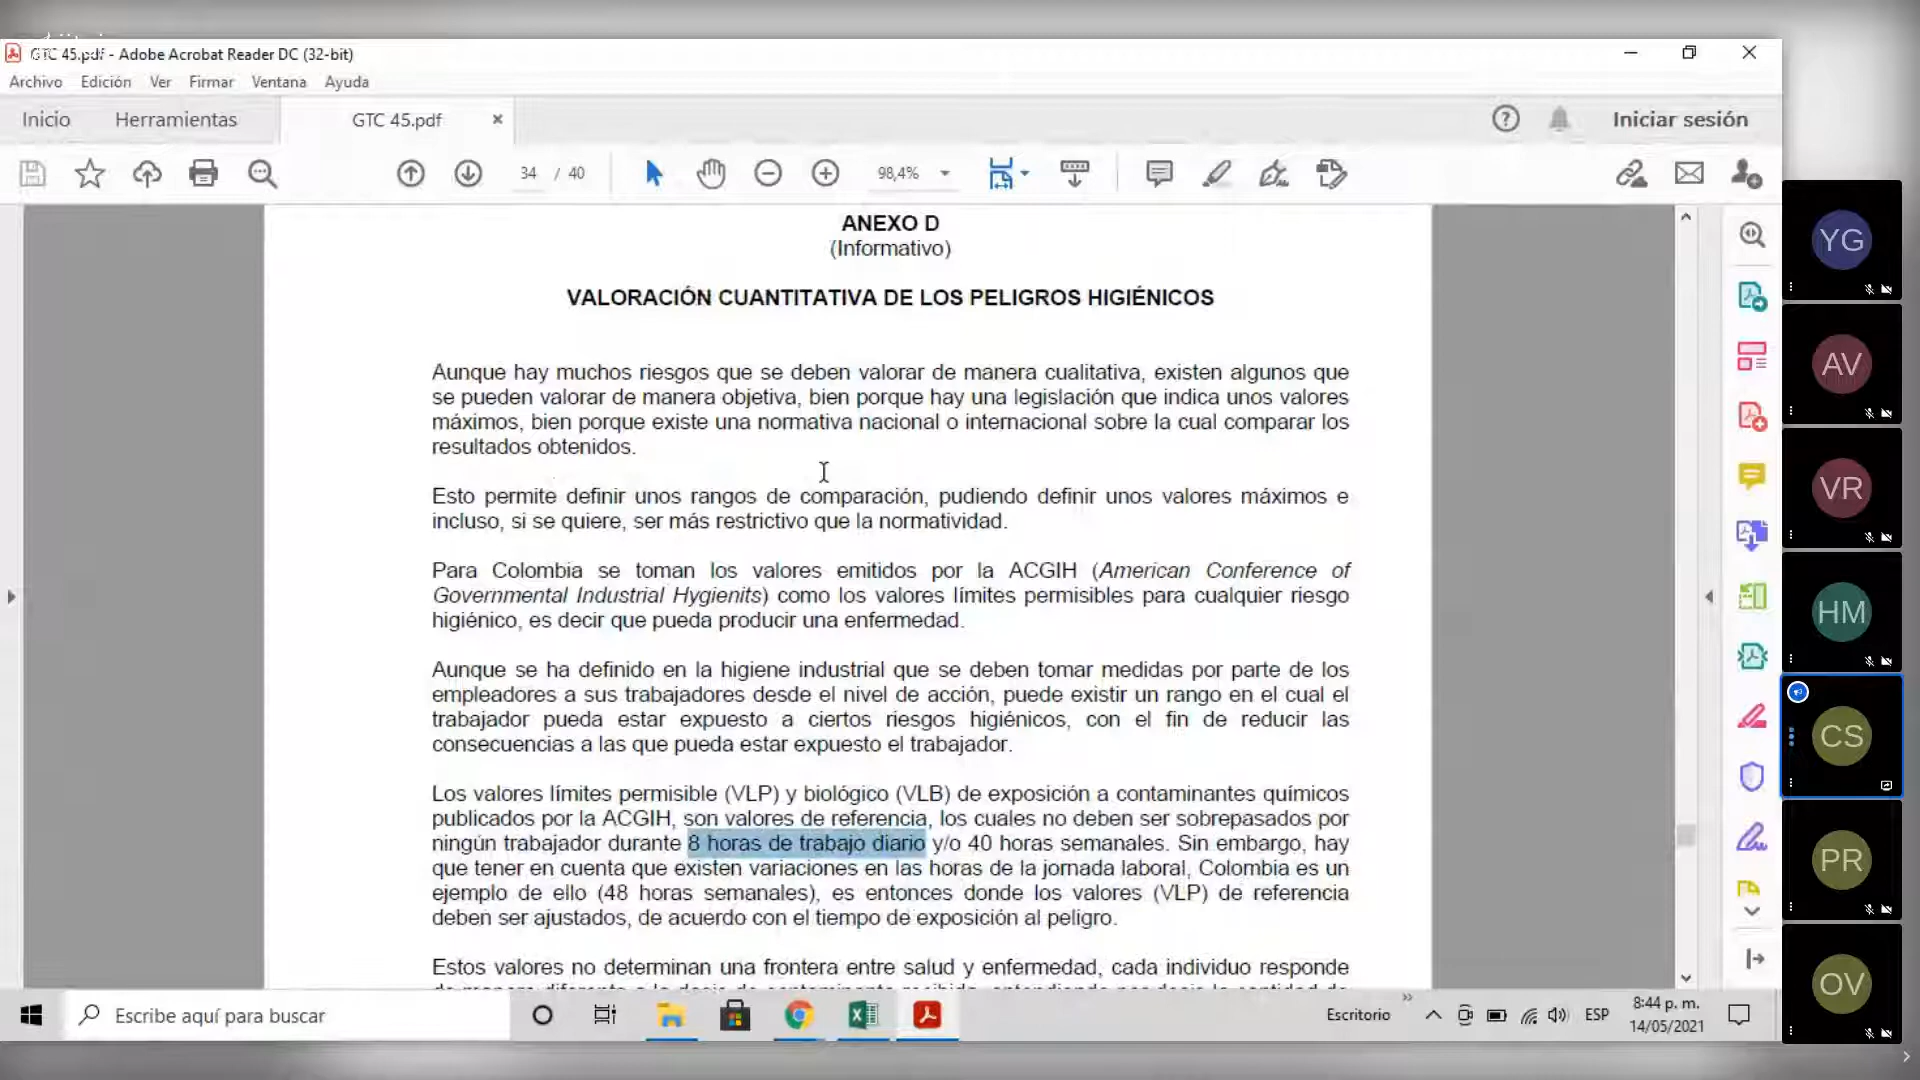 GTC 45.pdf - Adobe Acrobat Reader DC (32-bit)
Archivo Edición Ver Firmar Ventana Ayuda
Inicio Herramientas GTC 45.pdf Iniciar sesión
34 / 40 98,4%
ANEXO D
(Informativo)
VALORACIÓN CUANTITATIVA DE LOS PELIGROS HIGIÉNICOS
Aunque hay muchos riesgos que se deben valorar de manera cualitativa, existen algunos que
se pueden valorar de manera objetiva, bien porque hay una legislación que indica unos valores
máximos, bien porque existe una normativa nacional o internacional sobre la cual comparar los
resultados obtenidos.
Esto permite definir unos rangos de comparación, pudiendo definir unos valores máximos e
incluso, si se quiere, ser más restrictivo que la normatividad.
Para Colombia se toman los valores emitidos por la ACGIH (American Conference of
Governmental Industrial Hygienits) como los valores límites permisibles para cualquier riesgo
higiénico, es decir que pueda producir una enfermedad.
Aunque se ha definido en la higiene industrial que se deben tomar medidas por parte de los
empleadores a sus trabajadores desde el nivel de acción, puede existir un rango en el cual el
trabajador pueda estar expuesto a ciertos riesgos higiénicos, con el fin de reducir las
consecuencias a las que pueda estar expuesto el trabajador.
Los valores límites permisible (VLP) y biológico (VLB) de exposición a contaminantes químicos
publicados por la ACGIH, son valores de referencia, los cuales no deben ser sobrepasados por
ningún trabajador durante 8 horas de trabajo diario y/o 40 horas semanales. Sin embargo, hay
que tener en cuenta que existen variaciones en las horas de la jornada laboral, Colombia es un
ejemplo de ello (48 horas semanales), es entonces donde los valores (VLP) de referencia
deben ser ajustados, de acuerdo con el tiempo de exposición al peligro.
Estos valores no determinan una frontera entre salud y enfermedad, cada individuo responde
YG
AV
VR
HM
CS
PR
OV
Escribe aquí para buscar
Escritorio
ESP
8:44 p. m.
14/05/2021